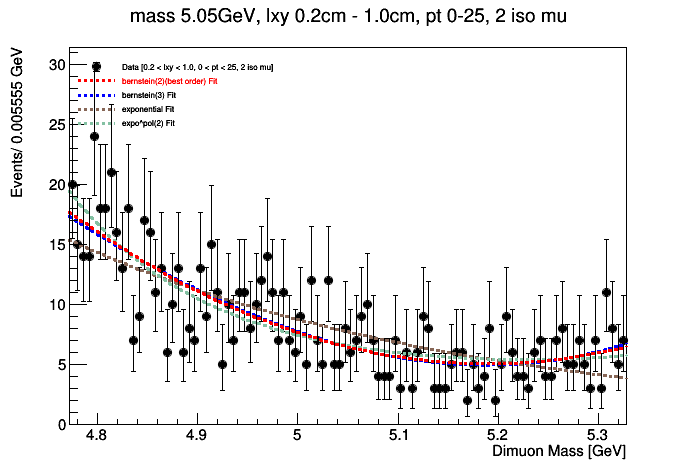 mass 5.05GeV, lxy 0.2cm - 1.0cm, pt 0-25, 2 iso mu
Events/ 0.005555 GeV
30
25
20
15
10
5
0
Data [0.2 < lxy < 1.0, 0 < pt < 25, 2 iso mu]
bernstein(2)(best order) Fit
bernstein(3) Fit
exponential Fit
expo*pol(2) Fit
4.8 4.9 5 5.1 5.2 5.3
Dimuon Mass [GeV]